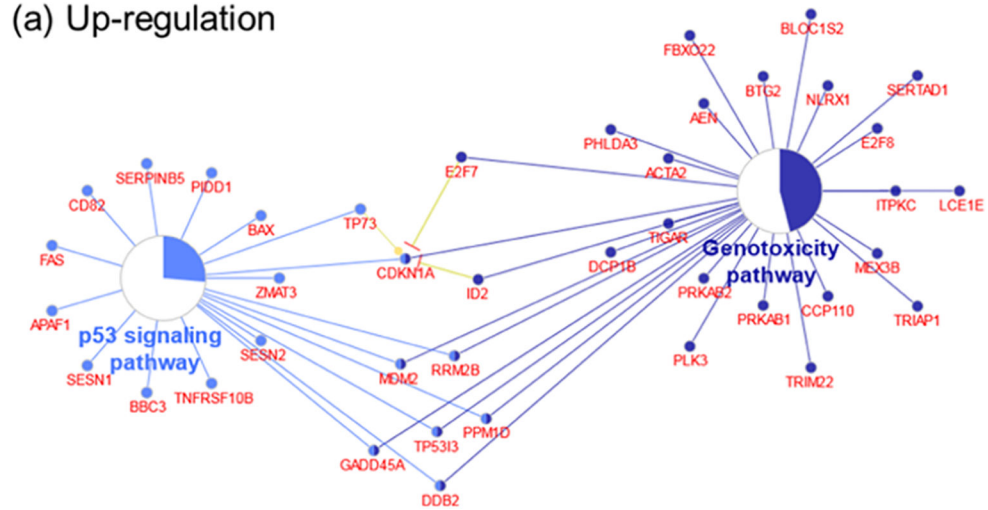 (a) Up-regulation
BLOC1S2
FBXO22
BTG2
NLRX1
SERTAD1
AEN
PHLDA3
E2F8
ACTA2
E2F7
SERPINB5
PIDD1
CD82
BAX
TP73
ITPKC
LCE1E
TIGAR
FAS
CDKN1A
DCP1B
Genotoxicity
pathway
MEX3B
ZMAT3
ID2
PRKAB2
APAF1
p53 signaling
pathway
PRKAB1
CCP110
TRIAP1
SESN2
PLK3
SESN1
MDM2
RRM2B
TRIM22
BBC3
TNFRSF10B
TP53I3
PPM1D
GADD45A
DDB2